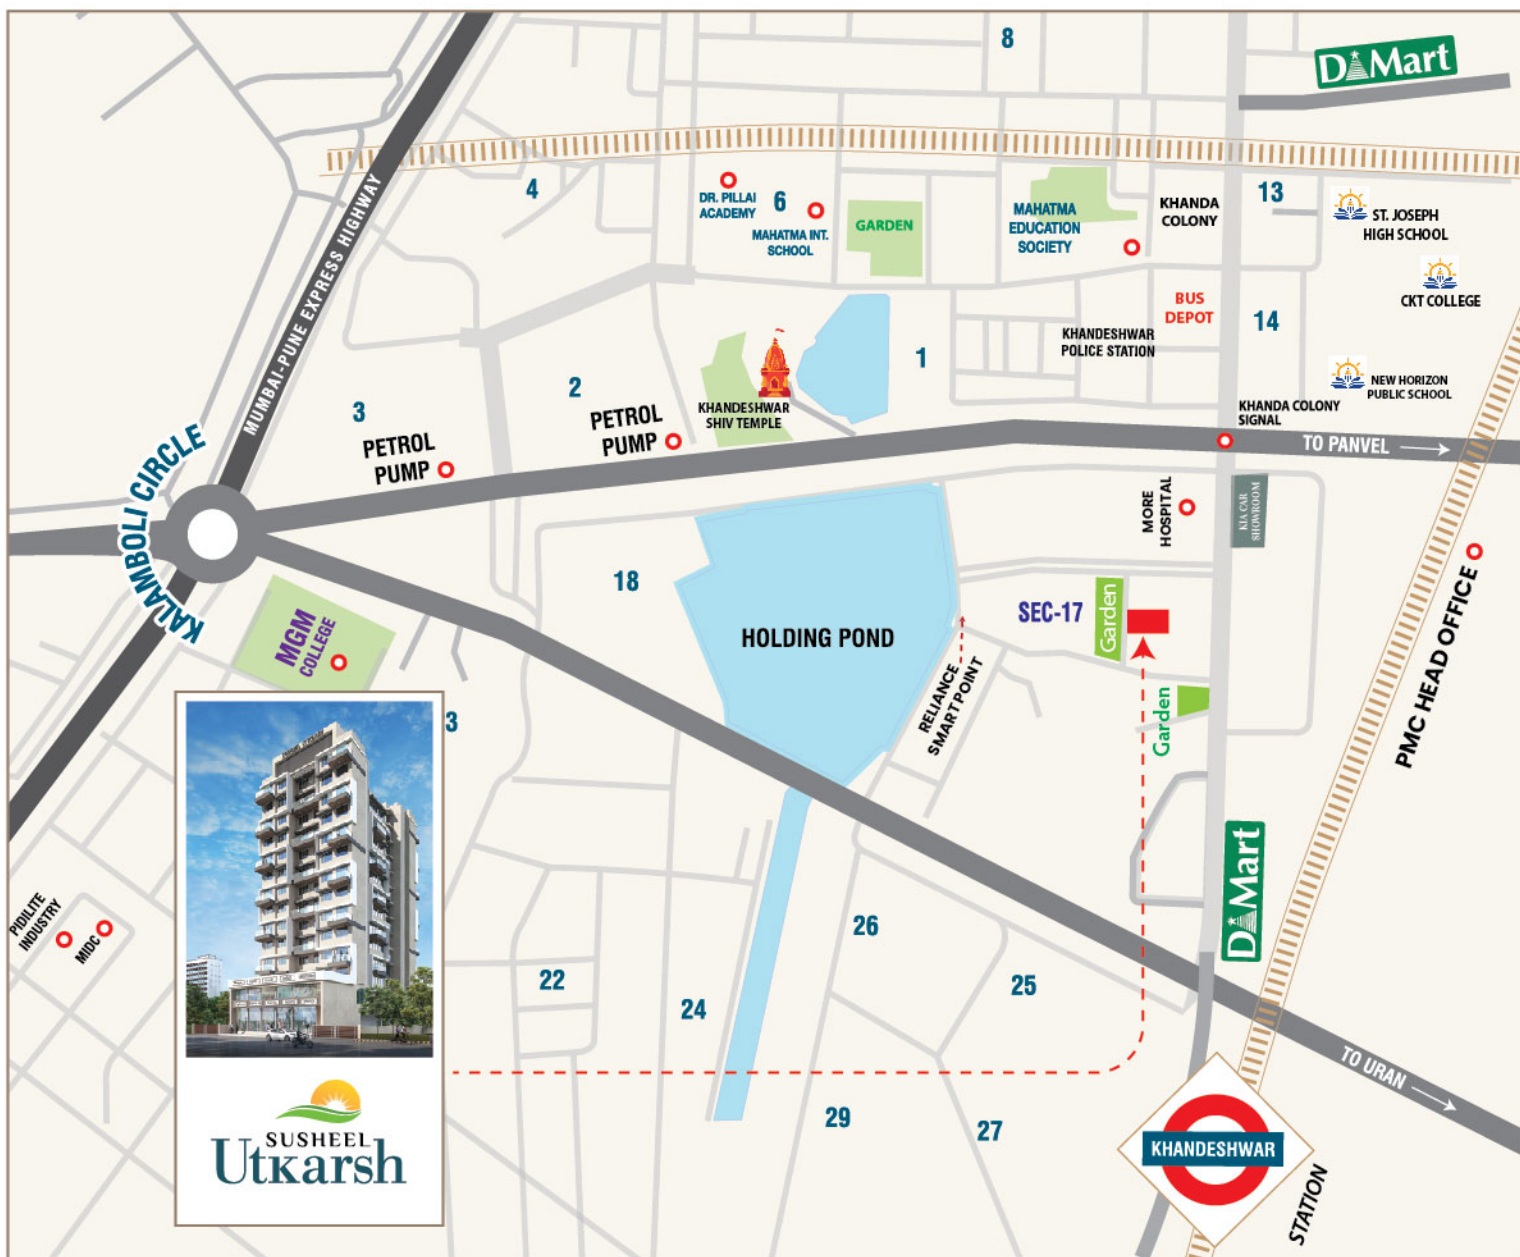 8
D Mart
4
DR. PILLAI
ACADEMY
6
MAHATMA INT.
SCHOOL
GARDEN
MAHATMA
EDUCATION
SOCIETY
KHANDA
COLONY
13
ST. JOSEPH
HIGH SCHOOL
CKT COLLEGE
MUMBAI-PUNE EXPRESS HIGHWAY
BUS
DEPOT
14
KHANDESHWAR
POLICE STATION
1
2
3
KHANDESHWAR
SHIV TEMPLE
NEW HORIZON
PUBLIC SCHOOL
PETROL
PUMP
PETROL
PUMP
KHANDA COLONY
SIGNAL
TO PANVEL
KALAMBOLI CIRCLE
MORE
HOSPITAL
KIA CAR
SHOWROOM
18
HOLDING POND
SEC-17
Garden
MGM
COLLEGE
PMC HEAD OFFICE
RELIANCE
SMART POINT
Garden
3
D Mart
PIDILITE
INDUSTRY
MIDC
26
22
25
24
TO URAN
29
27
KHANDESHWAR
STATION
SUSHEEL
Utkarsh